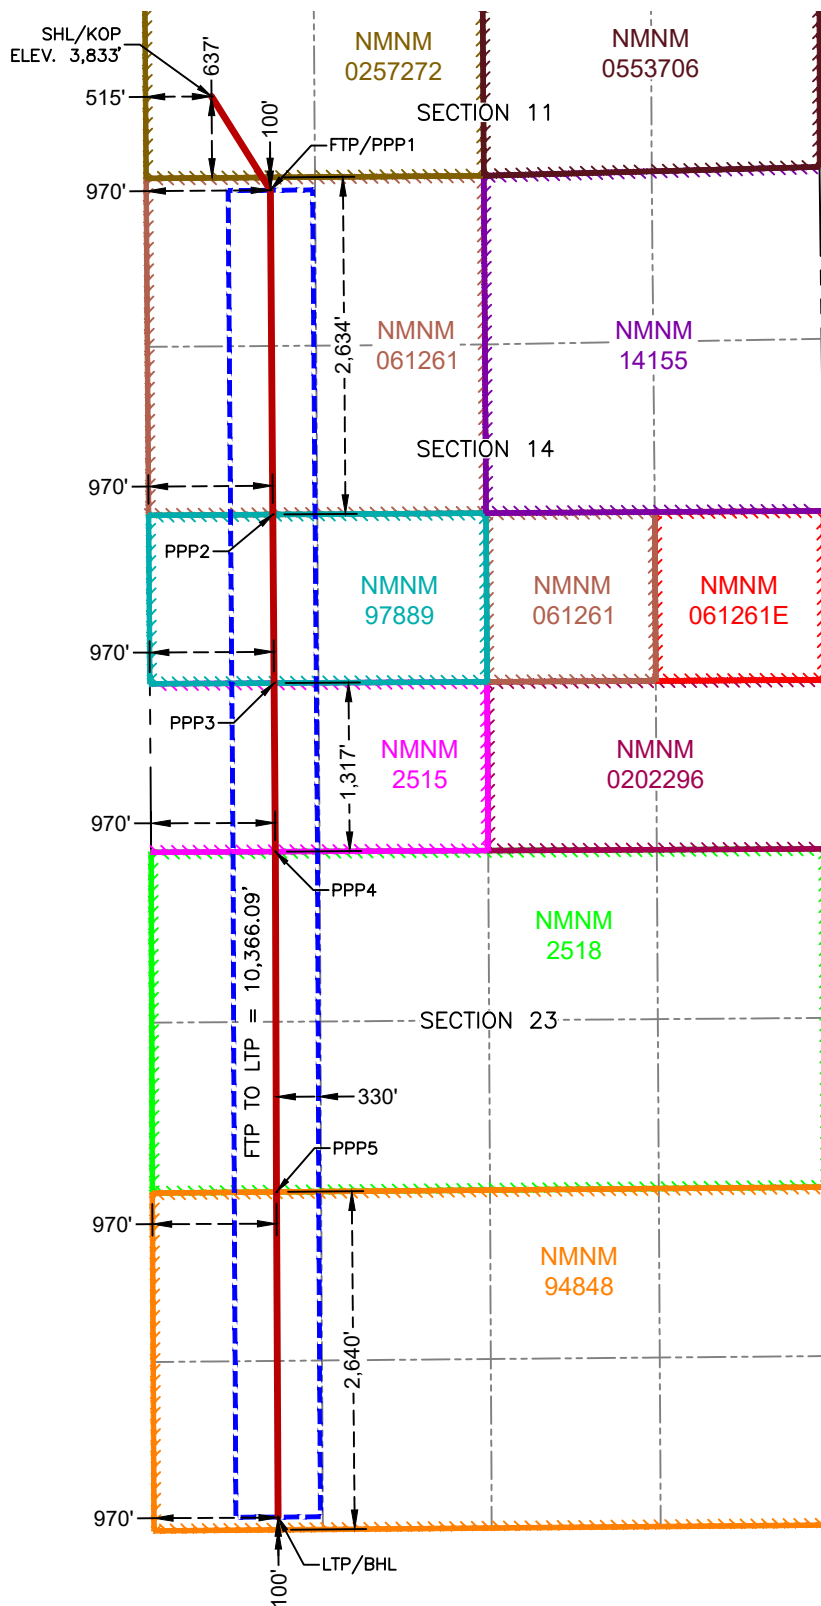 SHL/KOP
ELEV. 3,833'
637'
NMNM
0257272
NMNM
0553706
515'
100'
SECTION 11
FTP/PPP1
970'
2,634'
NMNM
061261
NMNM
14155
SECTION 14
970'
PPP2
NMNM
97889
NMNM
061261
NMNM
061261E
970'
PPP3
1,317'
NMNM
2515
NMNM
0202296
970'
PPP4
FTP TO LTP = 10,366.09'
NMNM
2518
SECTION 23
330'
PPP5
970'
NMNM
94848
2,640'
970'
LTP/BHL
100'